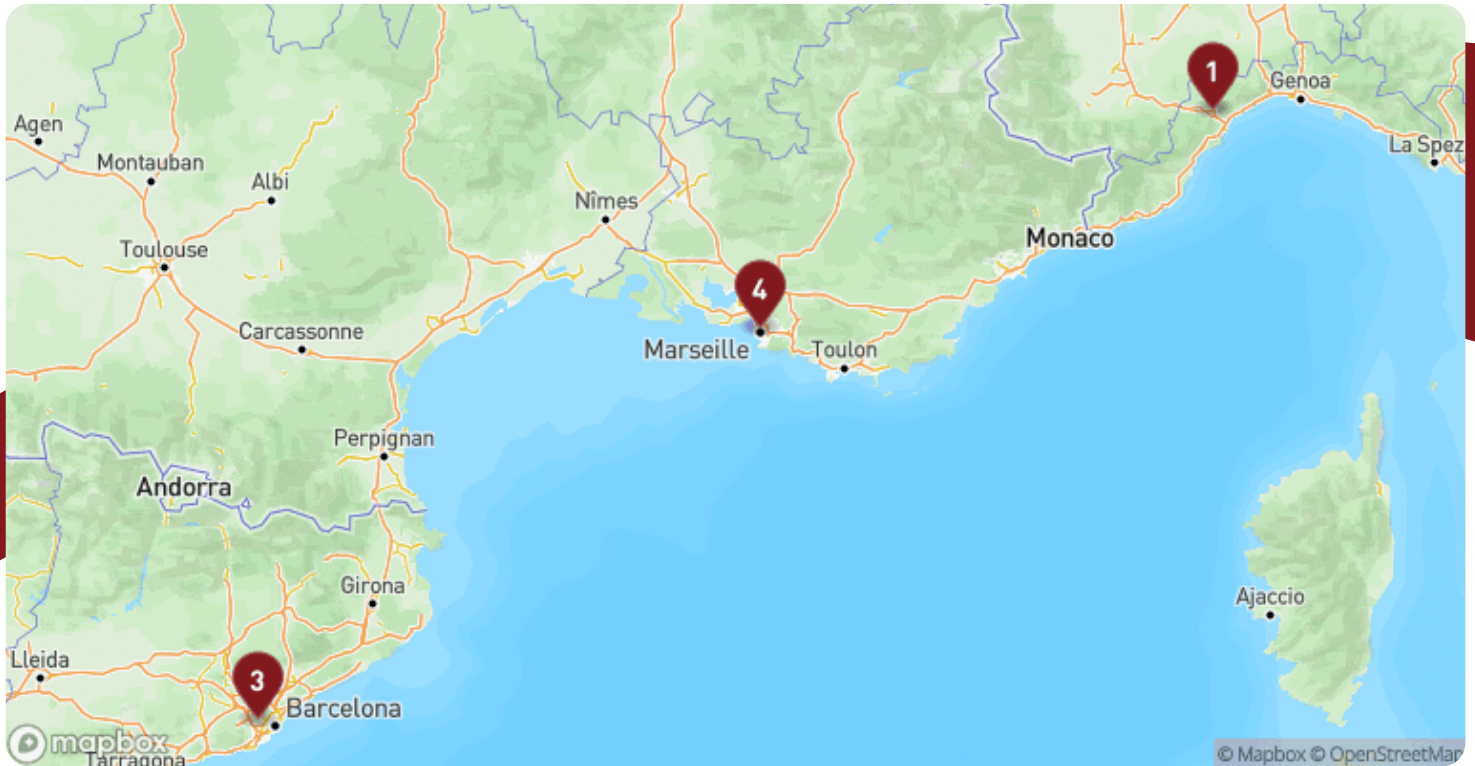 1
Genoa
Agen
La Spez
Montauban
Albi
Nîmes
Monaco
Toulouse
4
Carcassonne
Marseille
Toulon
Perpignan
Andorra
Girona
Ajaccio
Lleida
3
Barcelona
mapbox
Tarragona
© Mapbox © OpenStreetMap